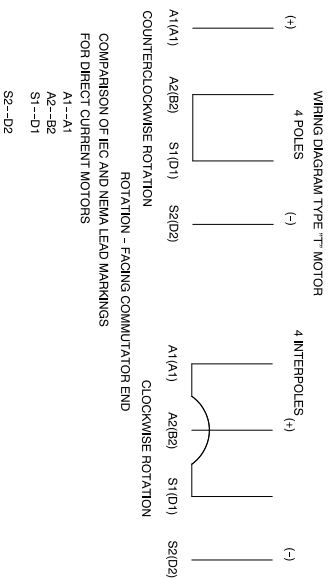 WIRING DIAGRAM TYPE "T" MOTOR
4 POLES
4 INTERPOLES
(+)
(-)
(+)
(-)
A1(A1)
A2(B2)
S1(D1)
S2(D2)
A1(A1)
A2(B2)
S1(D1)
S2(D2)
COUNTERCLOCKWISE ROTATION
CLOCKWISE ROTATION
ROTATION - FACING COMMUTATOR END
COMPARISON OF IEC AND NEMA LEAD MARKINGS
FOR DIRECT CURRENT MOTORS
A1--A1
A2--B2
S1--D1
S2--D2